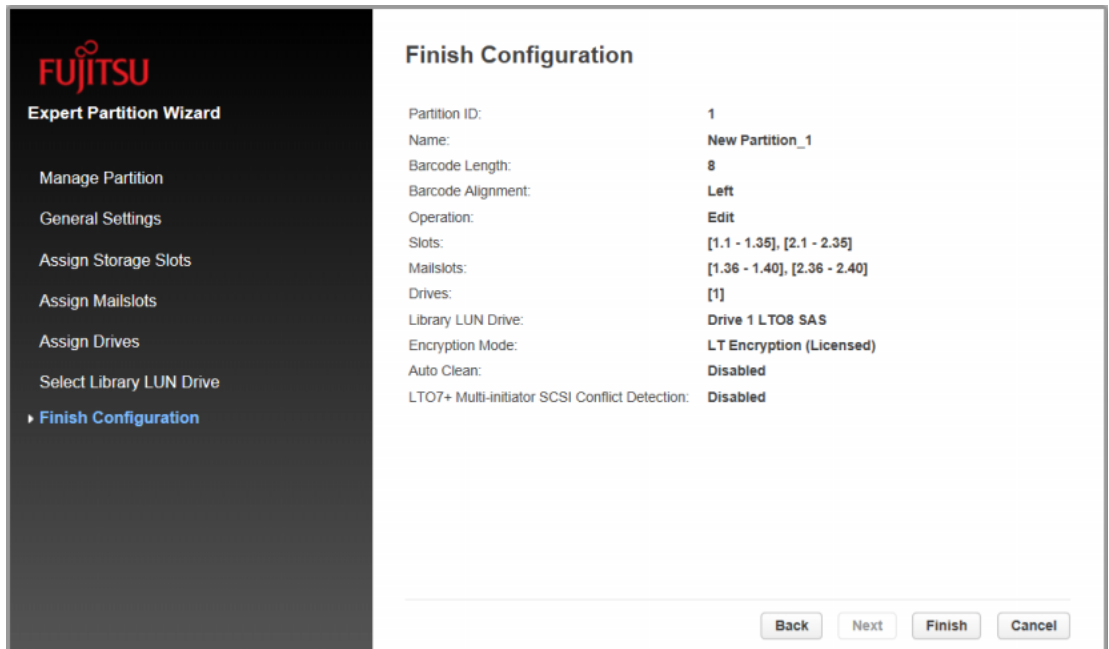 FUJITSU
Expert Partition Wizard
Manage Partition
General Settings
Assign Storage Slots
Assign Mailslots
Assign Drives
Select Library LUN Drive
Finish Configuration
Finish Configuration
Partition ID: 1
Name: New Partition_1
Barcode Length: 8
Barcode Alignment: Left
Operation: Edit
Slots: [1.1 - 1.35], [2.1 - 2.35]
Mailslots: [1.36 - 1.40], [2.36 - 2.40]
Drives: [1]
Library LUN Drive: Drive 1 LTO8 SAS
Encryption Mode: LT Encryption (Licensed)
Auto Clean: Disabled
LTO7+ Multi-initiator SCSI Conflict Detection: Disabled
Back Next Finish Cancel